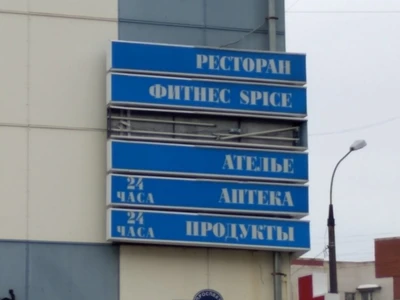 РЕСТОРАН
ФИТНЕС SPICE
АТЕЛЬЕ
24 ЧАСА АПТЕКА
24 ЧАСА ПРОДУКТЫ